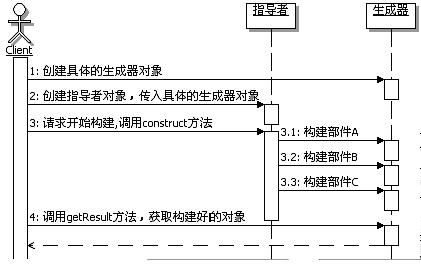 指导者
生成器
Client
1: 创建具体的生成器对象
2: 创建指导者对象，传入具体的生成器对象
3: 请求开始构建,调用construct方法
3.1: 构建部件A
3.2: 构建部件B
3.3: 构建部件C
4: 调用getResult方法，获取构建好的对象